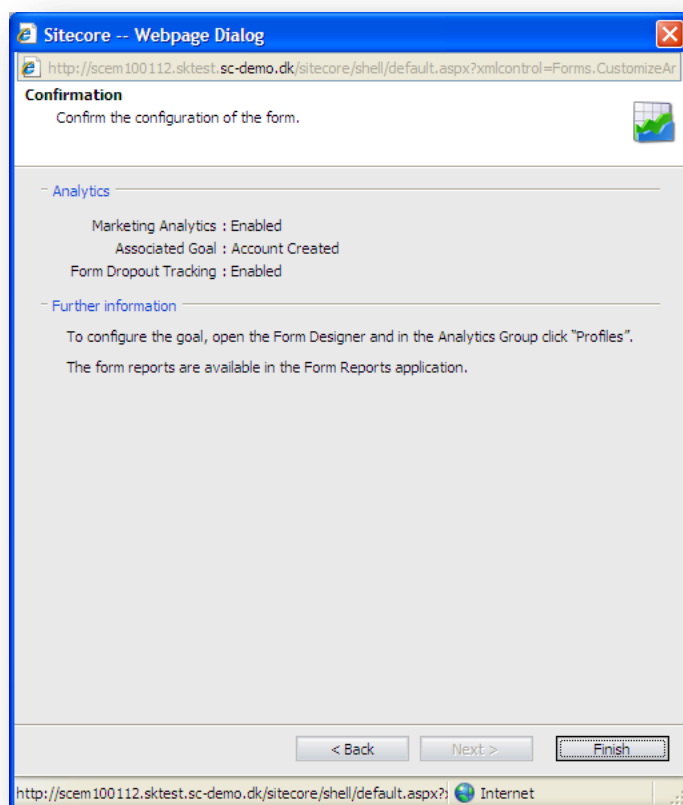 Sitecore -- Webpage Dialog
http://scem100112.sktest.sc-demo.dk/sitecore/shell/default.aspx?xmlcontrol=Forms.CustomizeAr
Confirmation
Confirm the configuration of the form.
Analytics
Marketing Analytics : Enabled
Associated Goal : Account Created
Form Dropout Tracking : Enabled
Further information
To configure the goal, open the Form Designer and in the Analytics Group click "Profiles".
The form reports are available in the Form Reports application.
< Back Next > Finish
http://scem100112.sktest.sc-demo.dk/sitecore/shell/default.aspx?x Internet